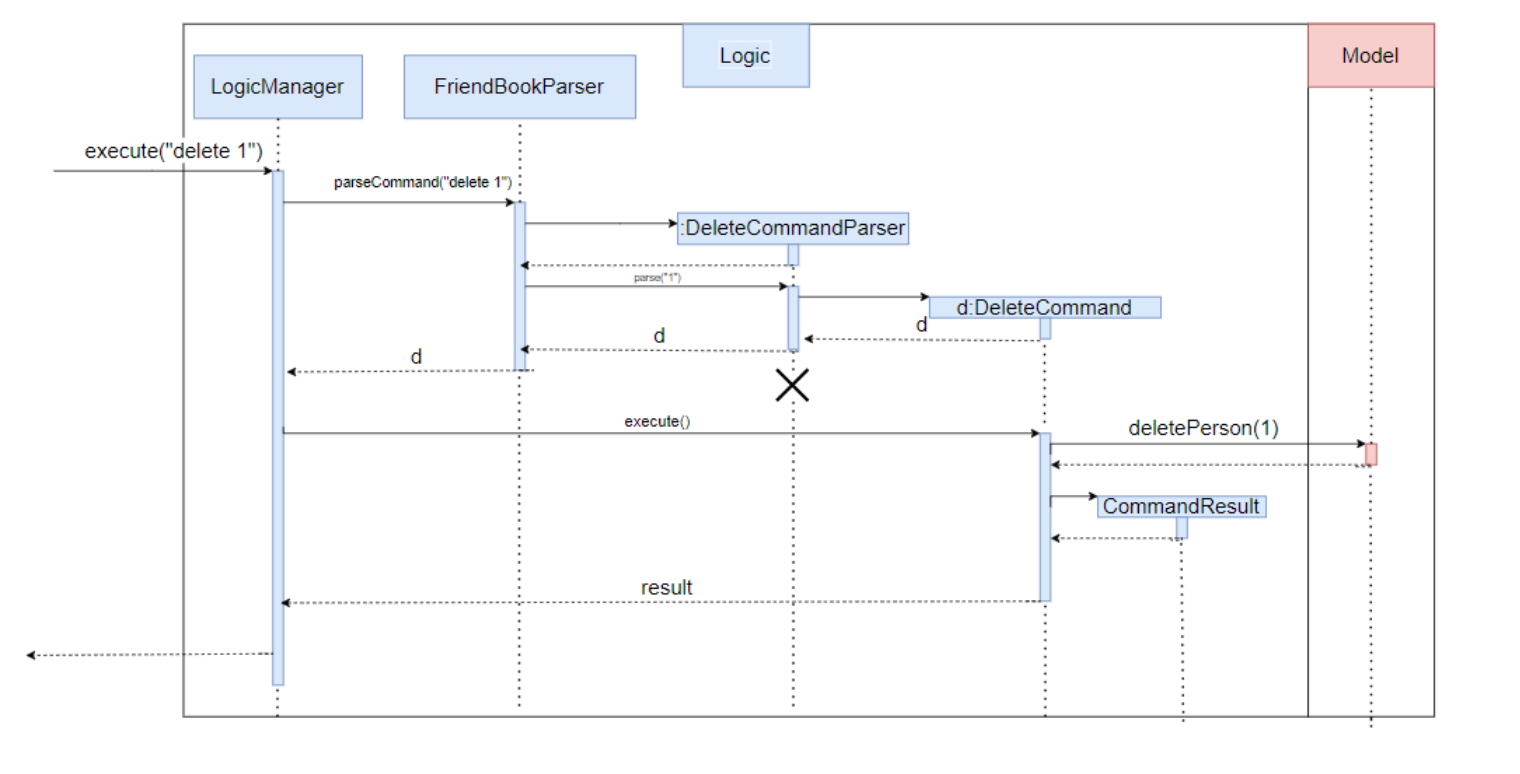 Logic
Model
LogicManager
FriendBookParser
execute("delete 1")
parseCommand("delete 1")
:DeleteCommandParser
parse("1")
d:DeleteCommand
d
d
d
execute()
deletePerson(1)
CommandResult
result